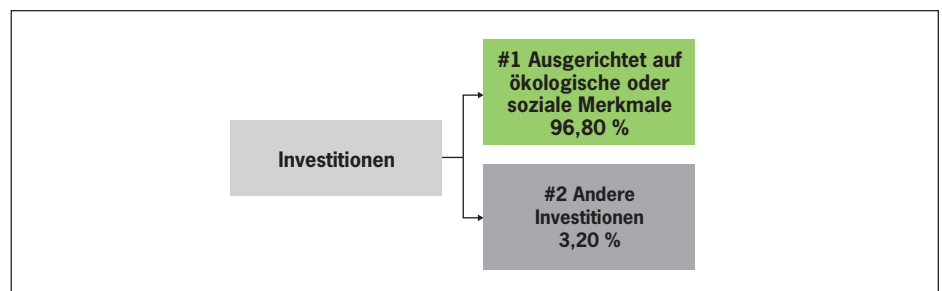 #1 Ausgerichtet auf
ökologische oder
soziale Merkmale
96,80 %
Investitionen
#2 Andere
Investitionen
3,20 %